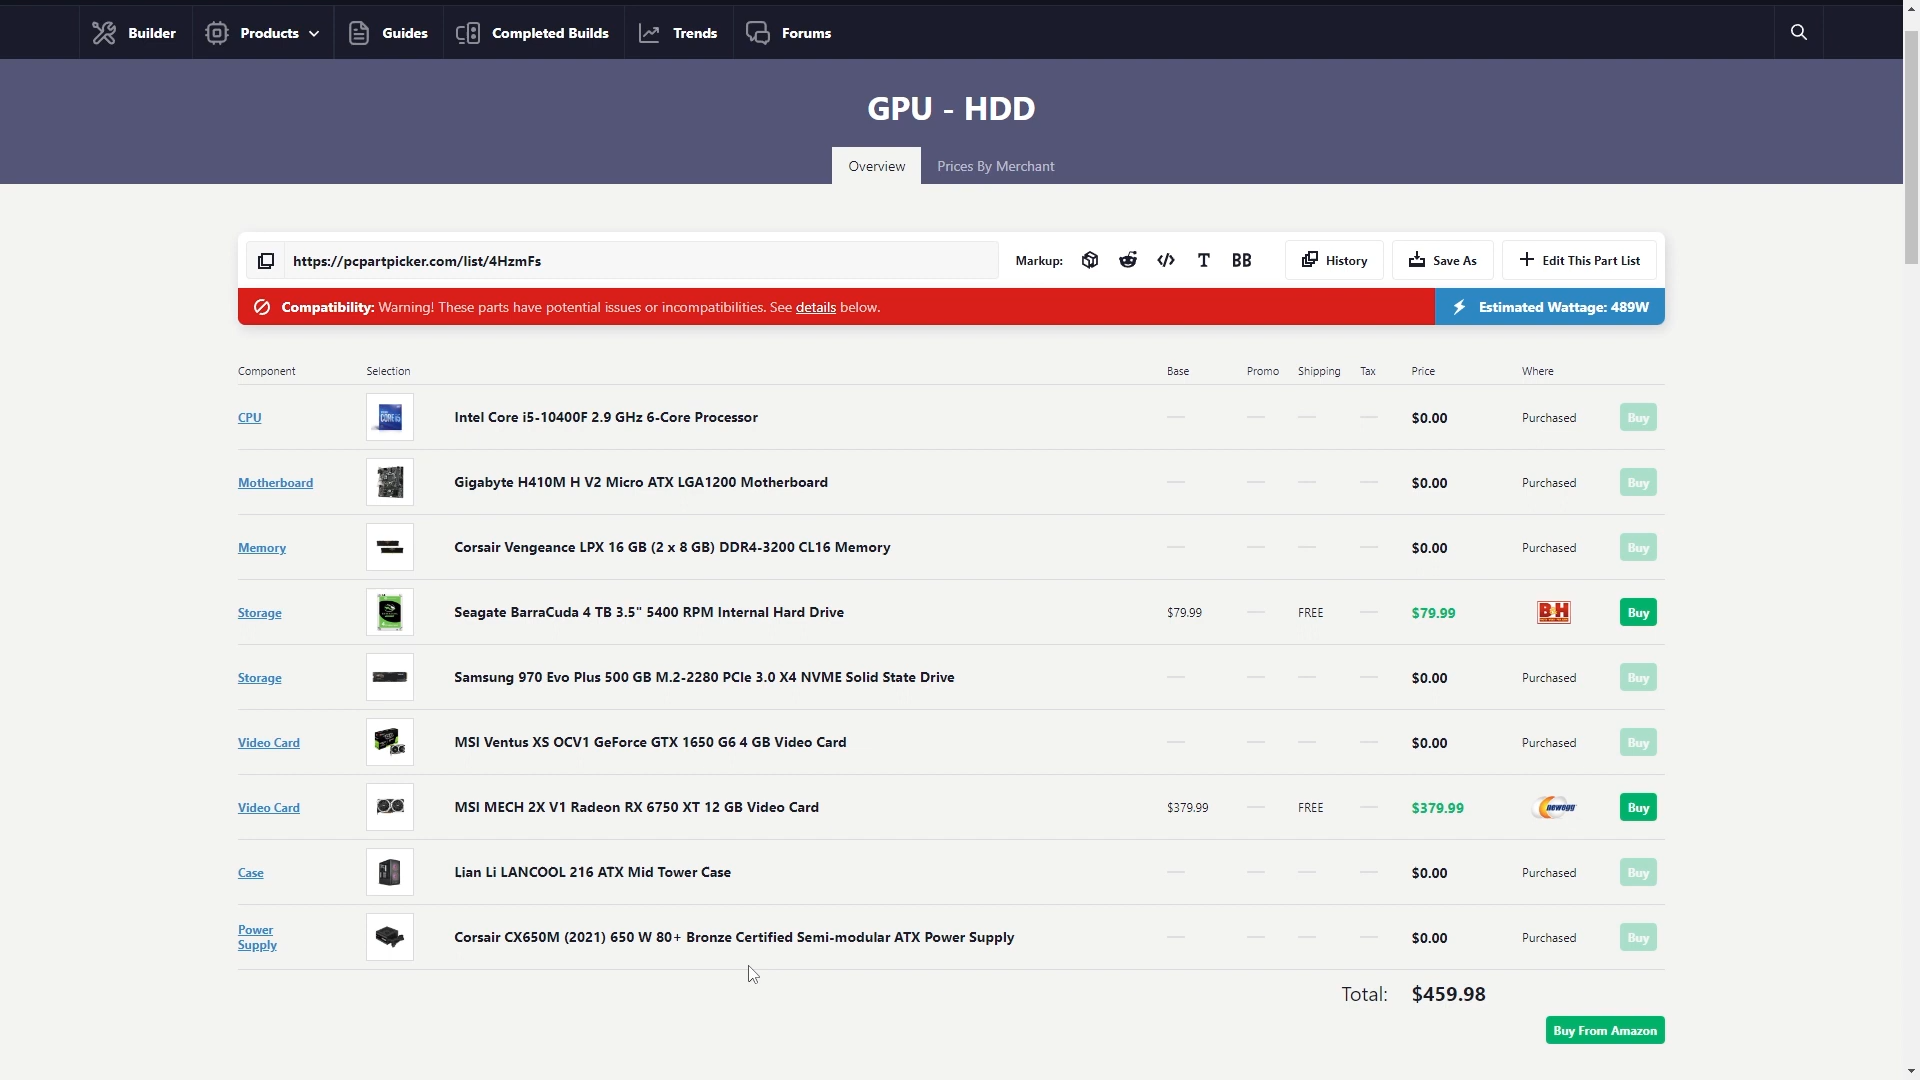 Builder Products Guides Completed Builds Trends Forums
GPU - HDD
Overview Prices By Merchant
https://pcpartpicker.com/list/4HzmFs Markup: T BB History Save As Edit This Part List
Compatibility: Warning! These parts have potential issues or incompatibilities. See details below. Estimated Wattage: 489W
Component Selection Base Promo Shipping Tax Price Where
CPU Intel Core i5-10400F 2.9 GHz 6-Core Processor — — — — $0.00 Purchased Buy
Motherboard Gigabyte H410M H V2 Micro ATX LGA1200 Motherboard — — — — $0.00 Purchased Buy
Memory Corsair Vengeance LPX 16 GB (2 x 8 GB) DDR4-3200 CL16 Memory — — — — $0.00 Purchased Buy
Storage Seagate BarraCuda 4 TB 3.5" 5400 RPM Internal Hard Drive $79.99 — FREE — $79.99 B&H Buy
Storage Samsung 970 Evo Plus 500 GB M.2-2280 PCIe 3.0 X4 NVME Solid State Drive — — — — $0.00 Purchased Buy
Video Card MSI Ventus XS OCV1 GeForce GTX 1650 G6 4 GB Video Card — — — — $0.00 Purchased Buy
Video Card MSI MECH 2X V1 Radeon RX 6750 XT 12 GB Video Card $379.99 — FREE — $379.99 newegg Buy
Case Lian Li LANCOOL 216 ATX Mid Tower Case — — — — $0.00 Purchased Buy
Power Supply Corsair CX650M (2021) 650 W 80+ Bronze Certified Semi-modular ATX Power Supply — — — — $0.00 Purchased Buy
Total: $459.98
Buy From Amazon